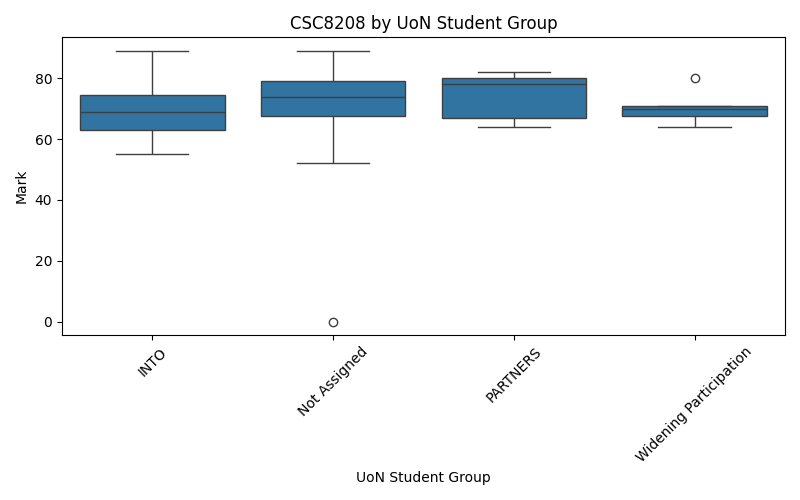 CSC8208 by UoN Student Group
Mark
80
60
40
20
0
INTO
Not Assigned
PARTNERS
Widening Participation
UoN Student Group